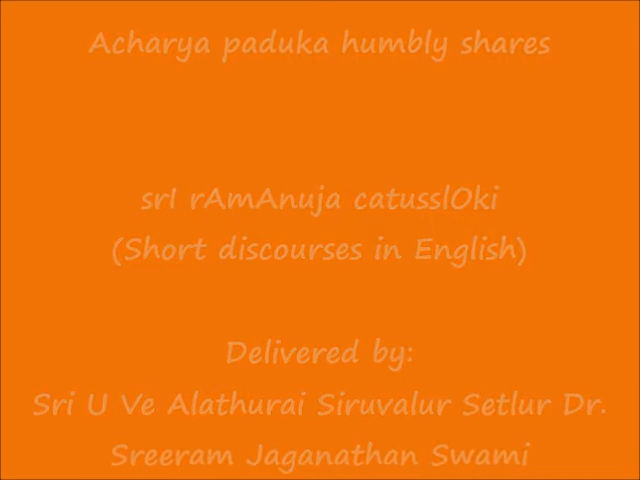 Acharya paduka humbly shares
srI rAmAnuja catusslOki
(Short discourses in English)
Delivered by:
Sri U Ve Alathurai Siruvalur Setlur Dr.
Sreeram Jaganathan Swami